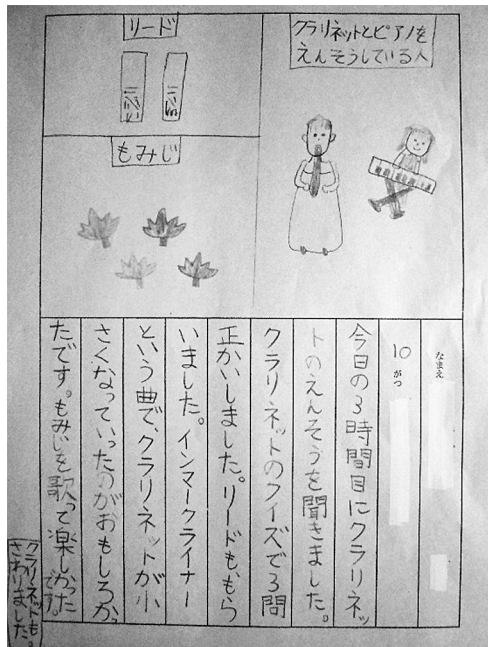 クラリネットとピアノを
えんそうしている人
リード
もみじ
なまえ
10がつ
今日の3時間目にクラリネッ
トのえんそうを聞きました。
クラリネットのクイズで3問
正かいしました。リードも、もら
いました。インマークライナー
という曲で、クラリネットが小
さくなっていったのがおもしろかっ
たです。もみじを歌って楽しかった
です。
クラリネットも、
さわりました。